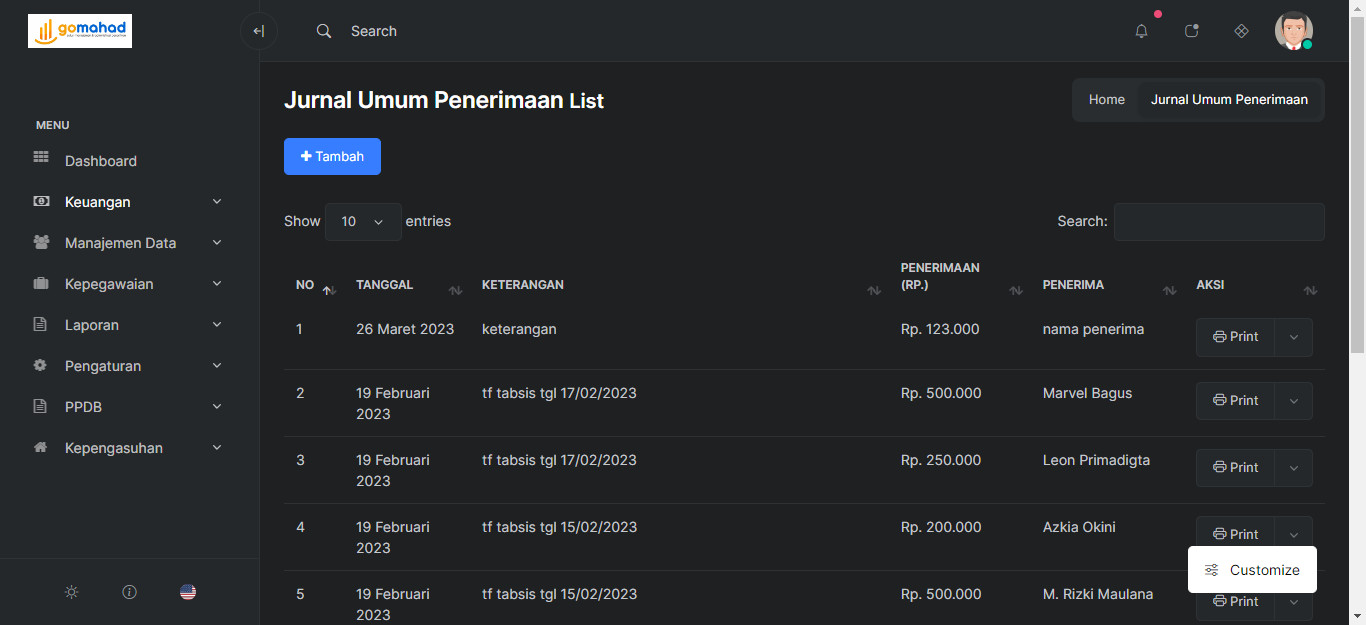 gomahad
Search
MENU
Dashboard
Keuangan
Manajemen Data
Kepegawaian
Laporan
Pengaturan
PPDB
Kepengasuhan
Jurnal Umum Penerimaan List
Home Jurnal Umum Penerimaan
Tambah
Show 10 entries
Search:
NO TANGGAL KETERANGAN PENERIMAAN (RP.) PENERIMA AKSI
1 26 Maret 2023 keterangan Rp. 123.000 nama penerima Print
2 19 Februari 2023 tf tabsis tgl 17/02/2023 Rp. 500.000 Marvel Bagus Print
3 19 Februari 2023 tf tabsis tgl 17/02/2023 Rp. 250.000 Leon Primadigta Print
4 19 Februari 2023 tf tabsis tgl 15/02/2023 Rp. 200.000 Azkia Okini Print
Customize
5 19 Februari 2023 tf tabsis tgl 15/02/2023 Rp. 500.000 M. Rizki Maulana Print